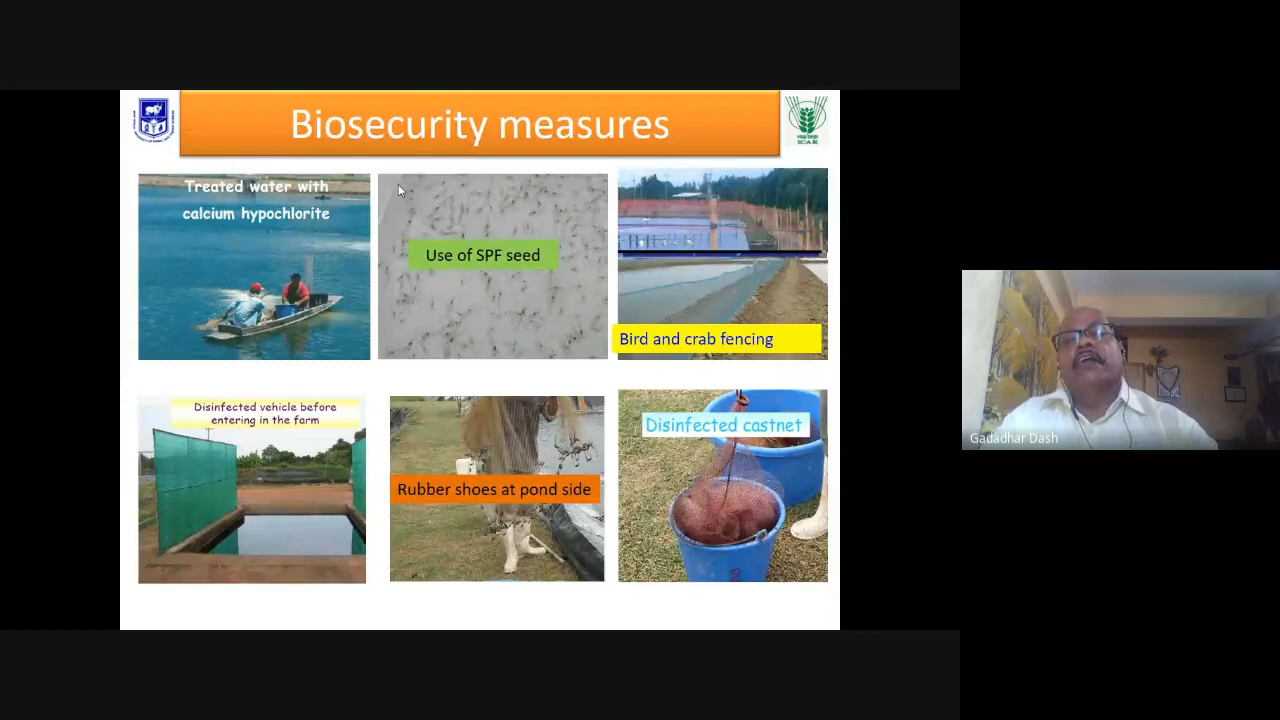 Biosecurity measures
ICAR
Treated water with
calcium hypochlorite
Use of SPF seed
Bird and crab fencing
Disinfected vehicle before
entering in the farm
Rubber shoes at pond side
Disinfected castnet
Gadadhar Dash